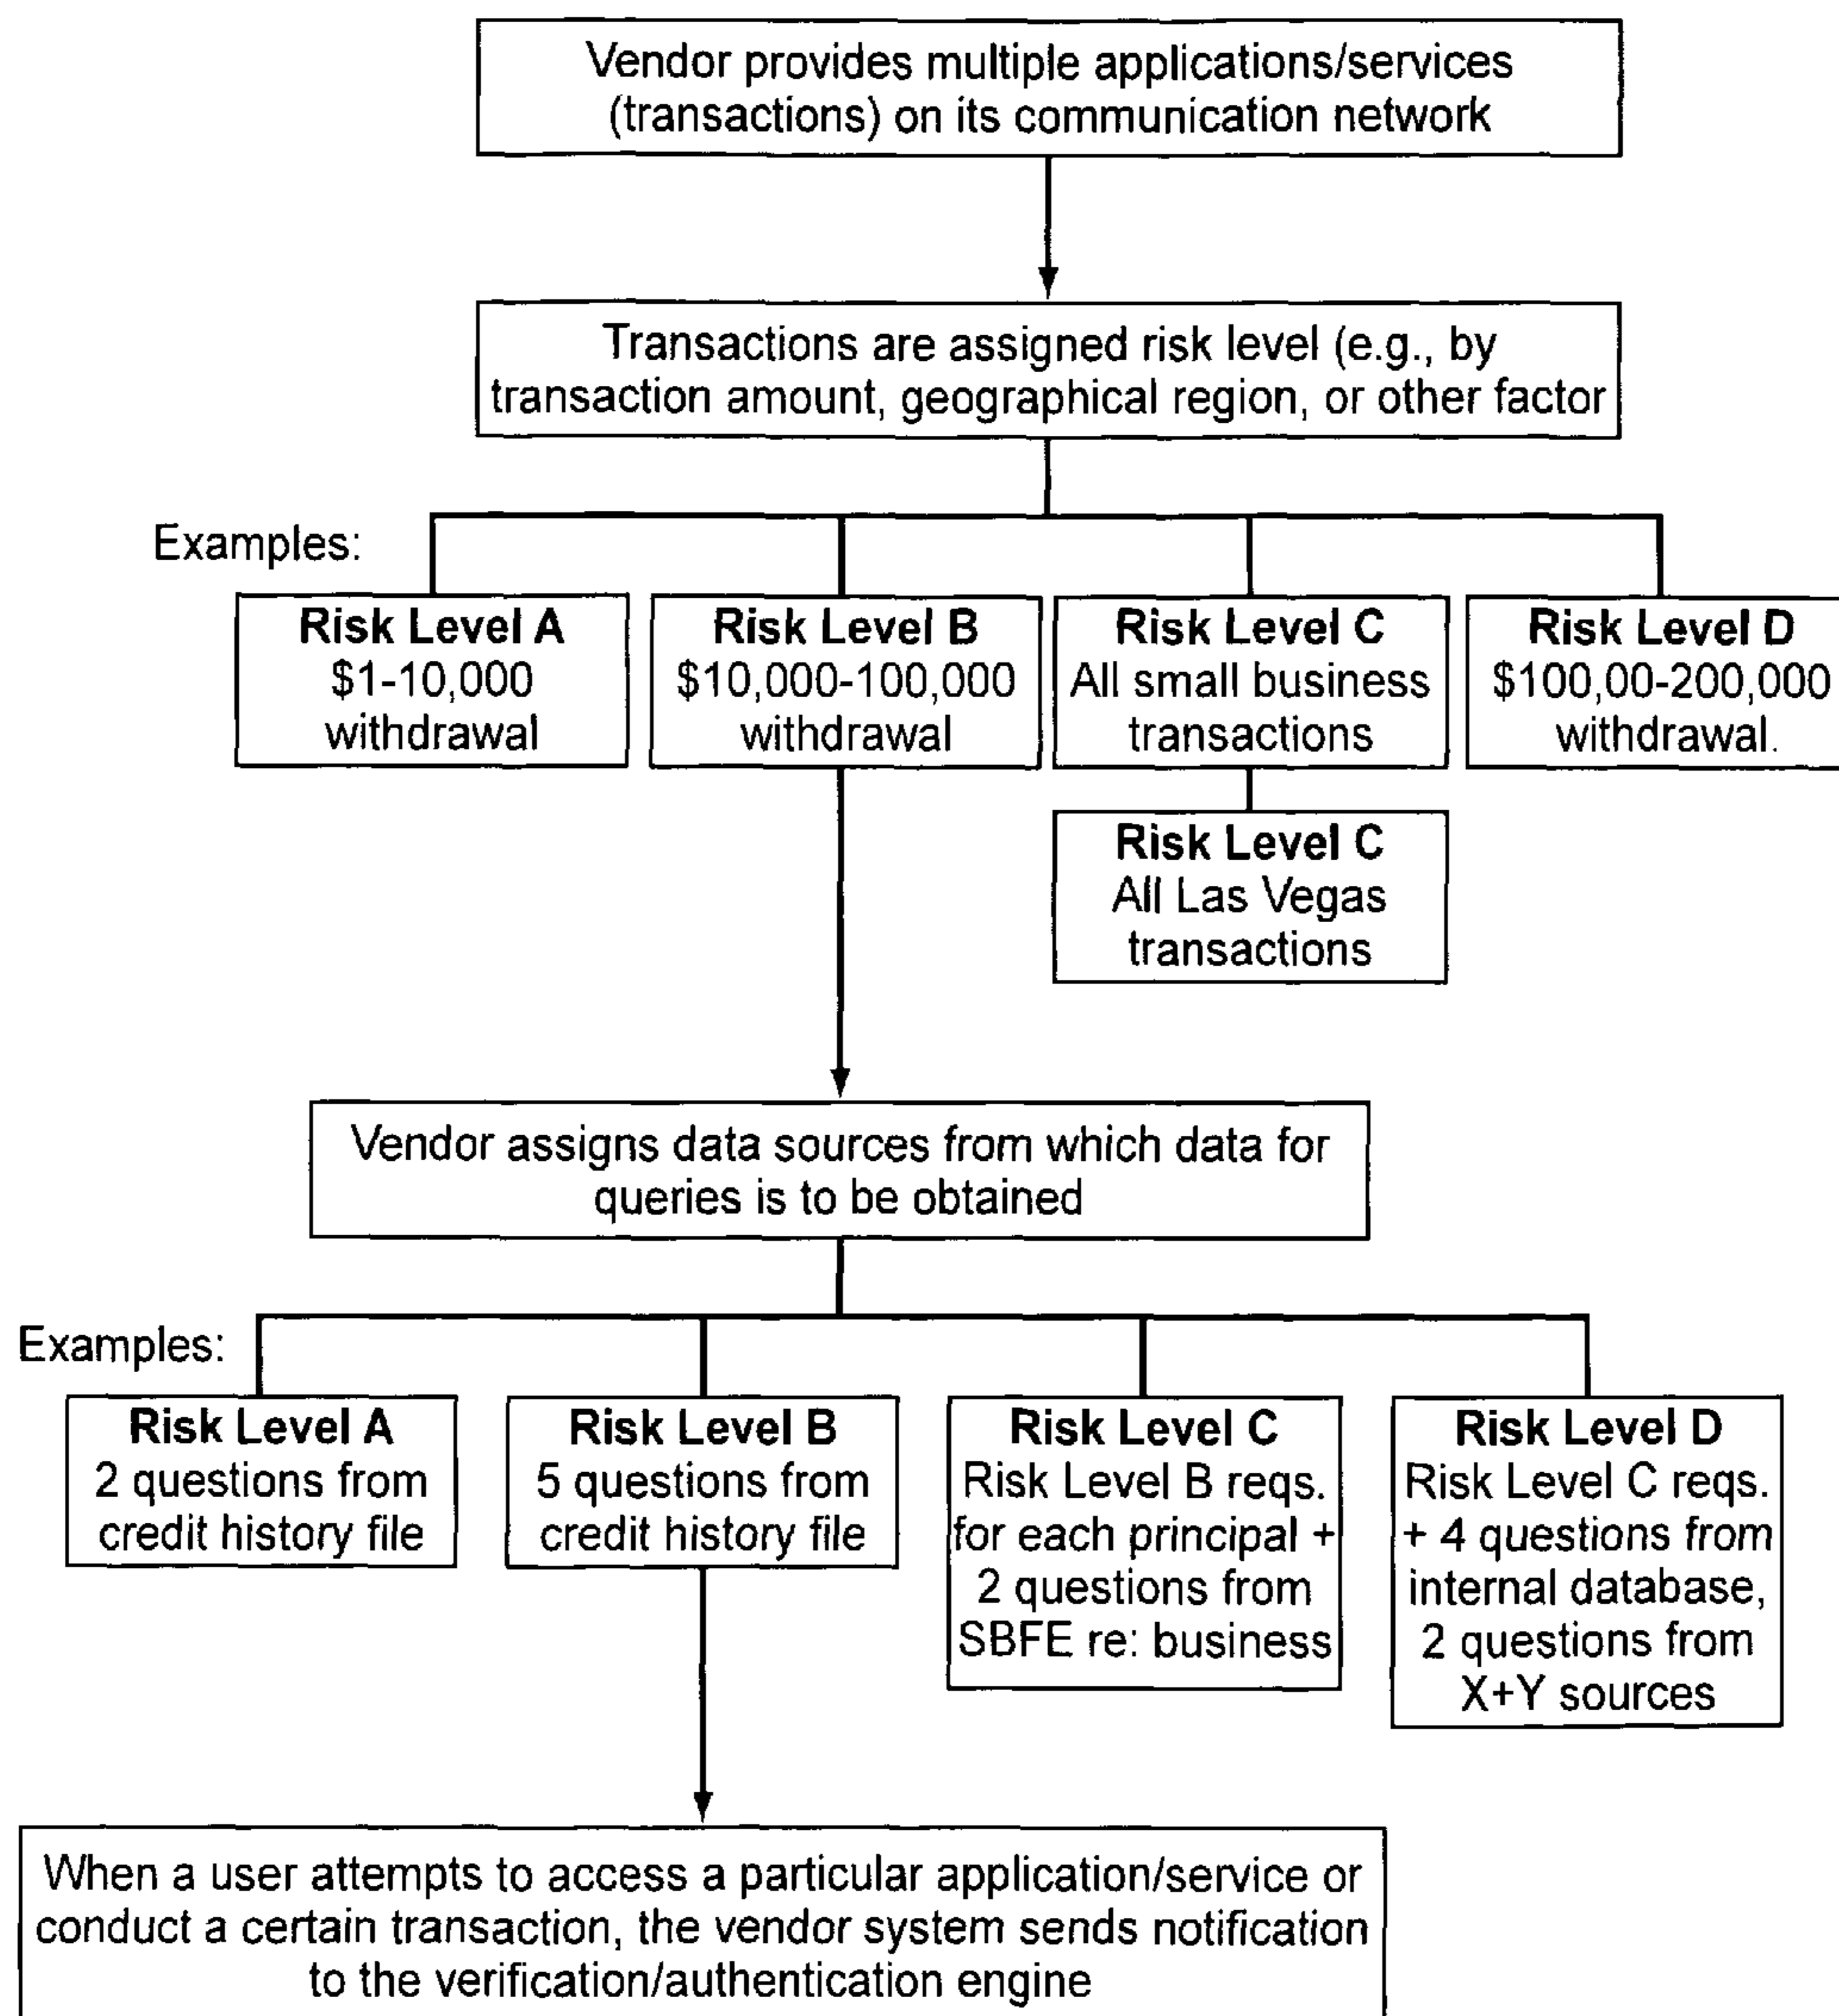 Vendor provides multiple applications/services
(transactions) on its communication network
Transactions are assigned risk level (e.g., by
transaction amount, geographical region, or other factor
Examples:
Risk Level A
$1-10,000
withdrawal
Risk Level B
$10,000-100,000
withdrawal
Risk Level C
All small business
transactions
Risk Level D
$100,00-200,000
withdrawal.
Risk Level C
All Las Vegas
transactions
Vendor assigns data sources from which data for
queries is to be obtained
Examples:
Risk Level A
2 questions from
credit history file
Risk Level B
5 questions from
credit history file
Risk Level C
Risk Level B reqs.
for each principal +
2 questions from
SBFE re: business
Risk Level D
Risk Level C reqs.
+ 4 questions from
internal database,
2 questions from
X+Y sources
When a user attempts to access a particular application/service or
conduct a certain transaction, the vendor system sends notification
to the verification/authentication engine